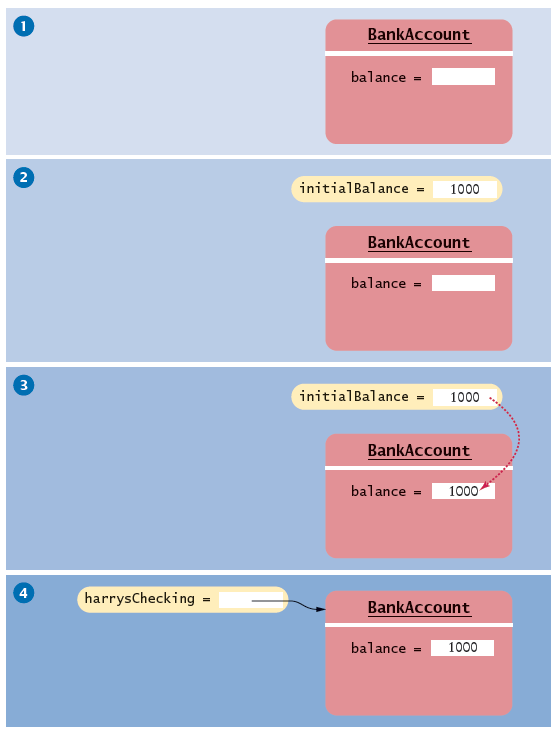 1
BankAccount
balance =
2
initialBalance = 1000
BankAccount
balance =
3
initialBalance = 1000
BankAccount
balance = 1000
4
harrysChecking =
BankAccount
balance = 1000